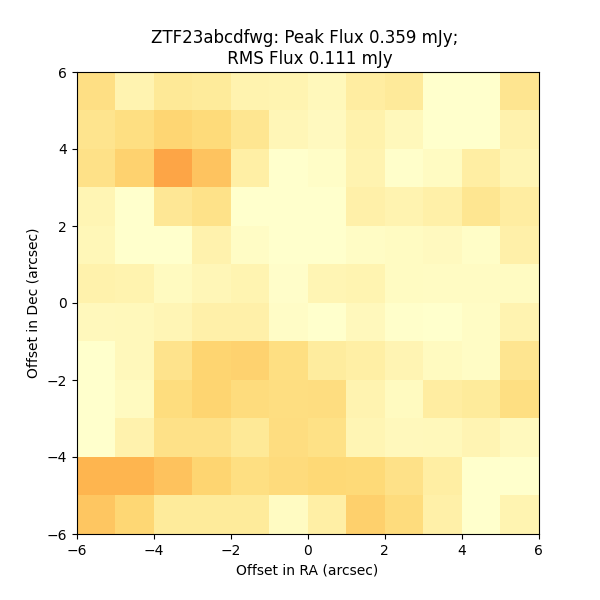 ZTF23abcdfwg: Peak Flux 0.359 mJy;
RMS Flux 0.111 mJy
6
4
2
0
−2
−4
−6
Offset in Dec (arcsec)
−6 −4 −2 0 2 4 6
Offset in RA (arcsec)